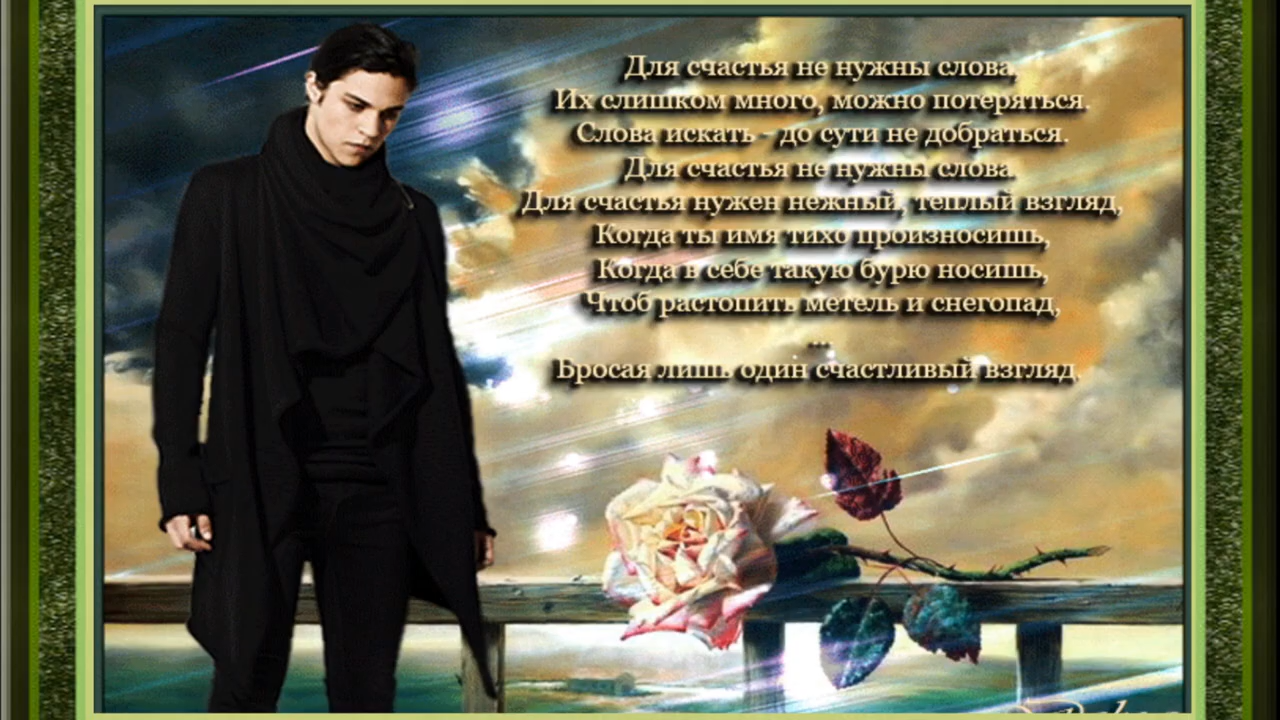 Для счастья не нужны слова,
Их слишком много, можно потеряться.
Слова искать - до сути не добраться.
Для счастья не нужны слова.
Для счастья нужен нежный, теплый взгляд,
Когда ты имя тихо произносишь,
Когда в себе такую бурю носишь,
Чтоб растопить метель и снегопад,
...
Бросая лишь один счастливый взгляд.